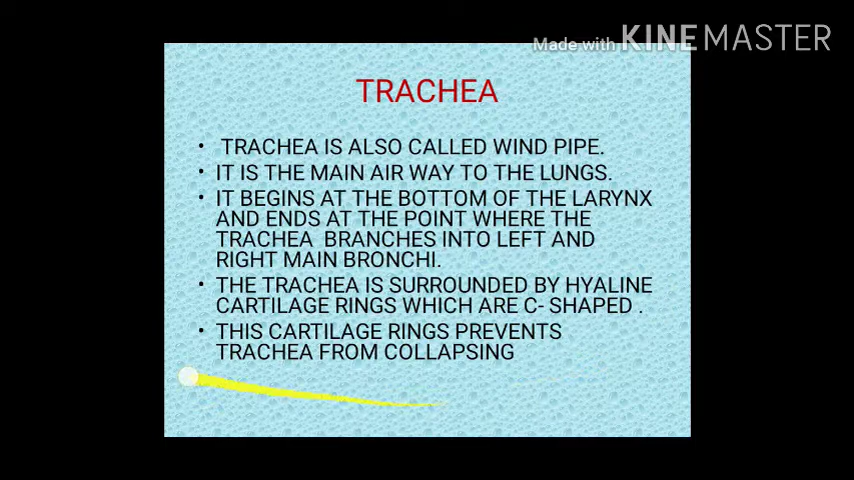 Made with KINEMASTER
TRACHEA
• TRACHEA IS ALSO CALLED WIND PIPE.
• IT IS THE MAIN AIR WAY TO THE LUNGS.
• IT BEGINS AT THE BOTTOM OF THE LARYNX
AND ENDS AT THE POINT WHERE THE
TRACHEA BRANCHES INTO LEFT AND
RIGHT MAIN BRONCHI.
• THE TRACHEA IS SURROUNDED BY HYALINE
CARTILAGE RINGS WHICH ARE C- SHAPED .
• THIS CARTILAGE RINGS PREVENTS
TRACHEA FROM COLLAPSING